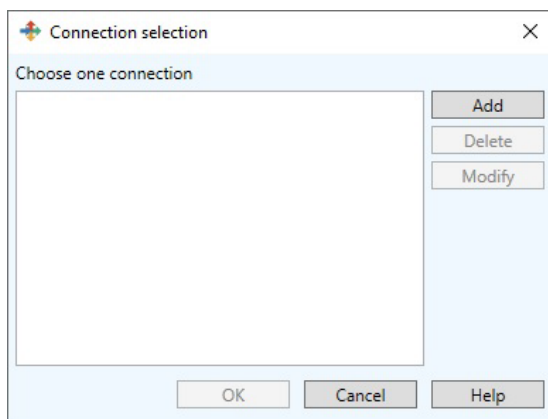 Connection selection
Choose one connection
Add
Delete
Modify
OK
Cancel
Help